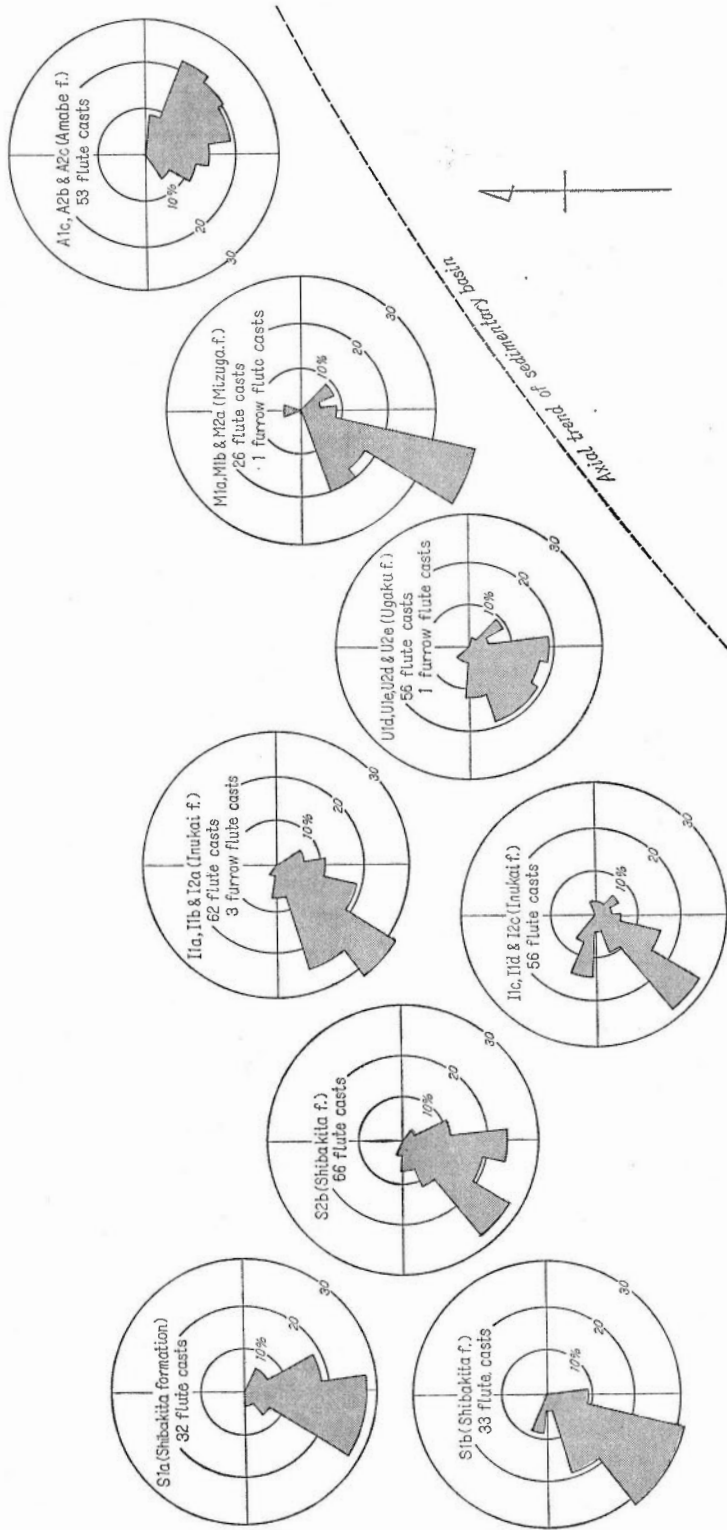 S1a (Shibakita formation)
32 flute casts
10%
20
30
S1b (Shibakita f.)
33 flute casts
10%
20
30
S2b (Shibakita f.)
66 flute casts
10%
20
30
I1a, I1b & I2a (Inukai f.)
62 flute casts
3 furrow flute casts
10%
20
30
I1c, I1d & I2c (Inukai f.)
56 flute casts
10%
20
30
U1d, U1e, U2d & U2e (Ugaku f.)
56 flute casts
1 furrow flute casts
10%
20
30
M1a, M1b & M2a (Mizuga. f.)
26 flute casts
1 furrow flute casts
10%
20
30
A1c, A2b & A2c (Amabe f.)
53 flute casts
10%
20
30
Axial trend of sedimentary basin